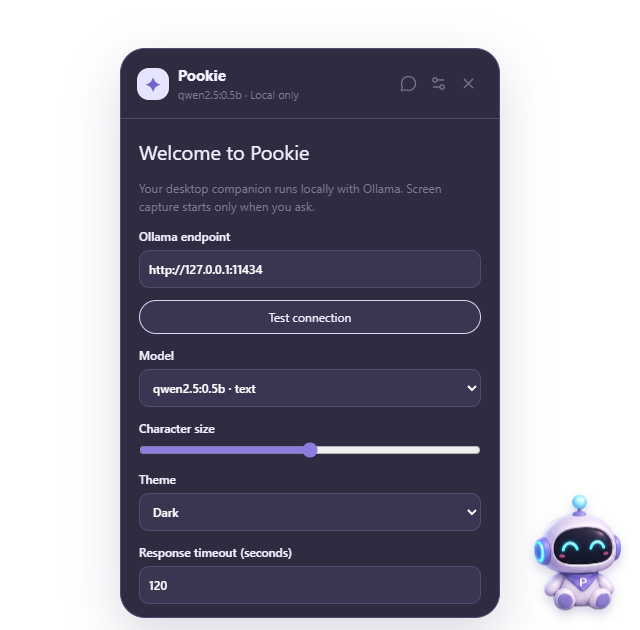 Pookie
qwen2.5:0.5b · Local only
Welcome to Pookie
Your desktop companion runs locally with Ollama. Screen
capture starts only when you ask.
Ollama endpoint
http://127.0.0.1:11434
Test connection
Model
qwen2.5:0.5b · text
Character size
Theme
Dark
Response timeout (seconds)
120
P